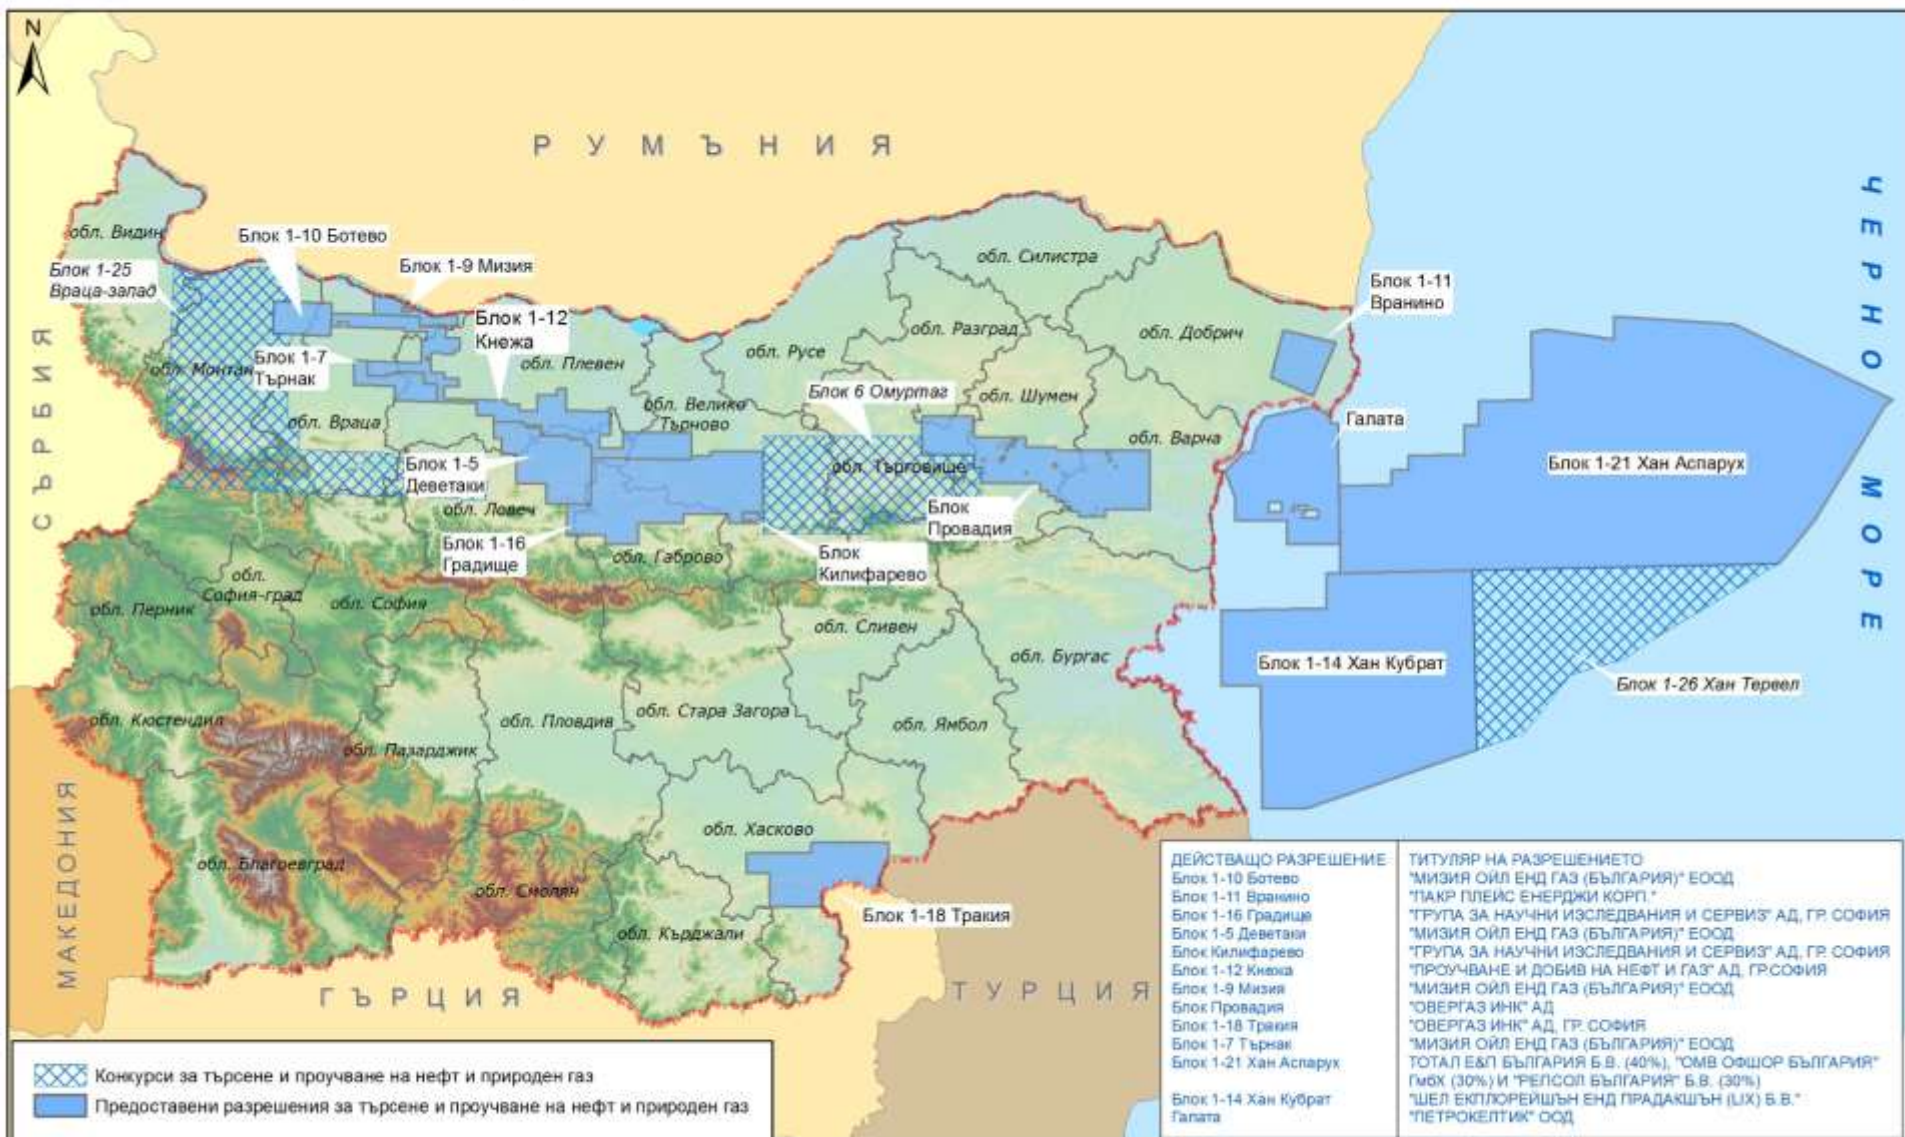 N
РУМЪНИЯ
ЧЕРНО МОРЕ
СЪРБИЯ
МАКЕДОНИЯ
ГЪРЦИЯ
ТУРЦИЯ
обл. Видин
Блок 1-10 Ботево
Блок 1-9 Мизия
Блок 1-25
Враца-запад
Блок 1-12
Кнежа
обл. Силистра
Блок 1-11
Вранино
обл. Разград
обл. Добрич
Блок 1-7
Търнак
обл. Монтан
обл. Плевен
обл. Русе
Блок 6 Омуртаг
обл. Шумен
обл. Велико
Търново
обл. Враца
Галата
обл. Варна
Блок 1-5
Деветаки
обл. Търговище
Блок 1-21 Хан Аспарух
обл. Ловеч
Блок
Провадия
Блок 1-16
Градище
обл. Габрово
Блок
Килифарево
обл.
София-град
обл. Перник
обл. София
обл. Сливен
обл. Бургас
Блок 1-14 Хан Кубрат
Блок 1-26 Хан Тервел
обл. Кюстендил
обл. Пловдив
обл. Стара Загора
обл. Ямбол
обл. Пазарджик
обл. Хасково
обл. Благоевград
обл. Смолян
Блок 1-18 Тракия
обл. Кърджали
ДЕЙСТВАЩО РАЗРЕШЕНИЕ ТИТУЛЯР НА РАЗРЕШЕНИЕТО
Блок 1-10 Ботево "МИЗИЯ ОЙЛ ЕНД ГАЗ (БЪЛГАРИЯ)" ЕООД
Блок 1-11 Вранино "ПАКР ПЛЕЙС ЕНЕРДЖИ КОРП."
Блок 1-16 Градище "ГРУПА ЗА НАУЧНИ ИЗСЛЕДВАНИЯ И СЕРВИЗ" АД, ГР. СОФИЯ
Блок 1-5 Деветаки "МИЗИЯ ОЙЛ ЕНД ГАЗ (БЪЛГАРИЯ)" ЕООД
Блок Килифарево "ГРУПА ЗА НАУЧНИ ИЗСЛЕДВАНИЯ И СЕРВИЗ" АД, ГР. СОФИЯ
Блок 1-12 Кнежа "ПРОУЧВАНЕ И ДОБИВ НА НЕФТ И ГАЗ" АД, ГР.СОФИЯ
Блок 1-9 Мизия "МИЗИЯ ОЙЛ ЕНД ГАЗ (БЪЛГАРИЯ)" ЕООД
Блок Провадия "ОВЕРГАЗ ИНК" АД
Блок 1-18 Тракия "ОВЕРГАЗ ИНК" АД, ГР. СОФИЯ
Блок 1-7 Търнак "МИЗИЯ ОЙЛ ЕНД ГАЗ (БЪЛГАРИЯ)" ЕООД
Блок 1-21 Хан Аспарух ТОТАЛ Е&П БЪЛГАРИЯ Б.В. (40%), "ОМВ ОФШОР БЪЛГАРИЯ"
ГмбХ (30%) И "РЕПСОЛ БЪЛГАРИЯ" Б.В. (30%)
Блок 1-14 Хан Кубрат "ШЕЛ ЕКПЛОРЕЙШЪН ЕНД ПРАДАКШЪН (LIX) Б.В."
Галата "ПЕТРОКЕЛТИК" ООД
Конкурси за търсене и проучване на нефт и природен газ
Предоставени разрешения за търсене и проучване на нефт и природен газ